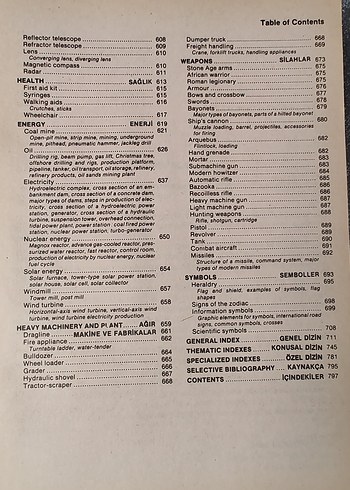 Table of Contents
Reflector telescope 608
Refractor telescope 609
Lens 610
Converging lens, diverging lens
Magnetic compass 610
Radar 611
HEALTH SAĞLIK 613
First aid kit 615
Syringes 615
Walking aids 616
Crutches, sticks
Wheelchair 617
ENERGY ENERJİ 619
Coal mine 621
Open-pit mine, strip mine, mining, underground
mine, pithead, pneumatic hammer, jackleg drill
Oil 626
Drilling rig, beam pump, gas lift, Christmas tree,
offshore drilling and rigs, production platform,
pipeline, tanker, oil transport, oil storage, refinery,
refinery products, oil sands mining plant
Electricity 637
Hydroelectric complex, cross section of an em-
bankment dam, cross section of a concrete dam,
major types of dams, steps in production of elec-
tricity, cross section of a hydroelectric power
station, generator, cross section of a hydraulic
turbine, suspension tower, overhead connection,
tidal power plant, power station : coal fired power
station, nuclear power station; turbo-generator
Nuclear energy 650
Magnox reactor, advance gas-cooled reactor, pres-
surized water reactor, fast reactor, control room,
production of electricity by nuclear energy, nuclear
fuel cycle
Solar energy 654
Solar furnace, tower-type solar power station,
solar house, solar cell, solar collector
Windmill 657
Tower mill, post mill
Wind turbine 658
Horizontal-axis wind turbine, vertical-axis wind
turbine, wind turbine electricity production
HEAVY MACHINERY AND PLANT AĞIR 659
Dragline MAKİNE VE FABRİKALAR 661
Fire appliance 662
Turntable ladder, water-tender
Bulldozer 664
Wheel loader 665
Grader 666
Hydraulic shovel 667
Tractor-scraper 668
Dumper truck 668
Freight handling 669
Crane, forklift trucks, handling appliances
WEAPONS SİLAHLAR 673
Stone Age arms 675
African warrior 675
Roman legionary 675
Armour 676
Bows and crossbow 677
Swords 678
Bayonets 679
Major types of bayonets, parts of a hilted bayonet
Ship's cannon 680
Muzzle loading, barrel, projectiles, accessories
for firing
Arquebus 682
Flintlock, loading
Hand grenade 682
Mortar 683
Submachine gun 683
Modern howitzer 684
Automatic rifle 685
Bazooka 686
Recoilless rifle 686
Heavy machine gun 687
Light machine gun 687
Hunting weapons 688
Rifle, shotgun, cartridge
Pistol 689
Revolver 689
Tank 690
Combat aircraft 691
Missiles 692
Structure of a missile, command system, major
types of modern missiles
SYMBOLS SEMBOLLER 693
Heraldry 695
Flag and shield, examples of symbols, flag
shapes
Signs of the zodiac 698
Information symbols 699
Graphic elements for symbols, international road
signs, common symbols, crosses
Scientific symbols 708
GENERAL INDEX GENEL DİZİN 711
THEMATIC INDEXES KONUSAL DİZİN 745
SPECIALIZED INDEXES ÖZEL DİZİN 781
SELECTIVE BIBLIOGRAPHY KAYNAKÇA 795
CONTENTS İÇİNDEKİLER 797